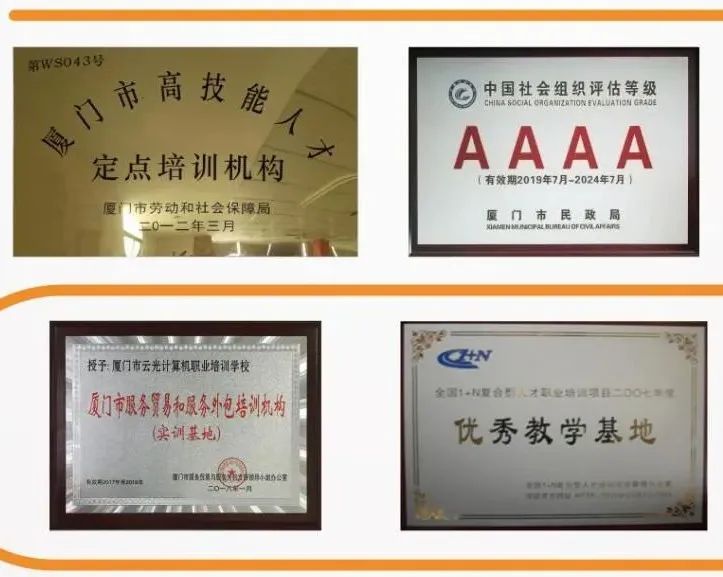 第WS043号
厦门市高技能人才
定点培训机构
厦门市劳动和社会保障局
二〇一二年三月
中国社会组织评估等级
CHINA SOCIAL ORGANIZATION EVALUATION GRADE
AAAA
(有效期2019年7月-2024年7月)
厦门市民政局
XIAMEN MUNICIPAL BUREAU OF CIVIL AFFAIRS
授予:厦门市云光计算机职业培训学校
厦门市服务贸易和服务外包培训机构
(实训基地)
二〇一六年一月
1+N
全国1+N复合型人才职业培训项目二〇〇七年度
优秀教学基地